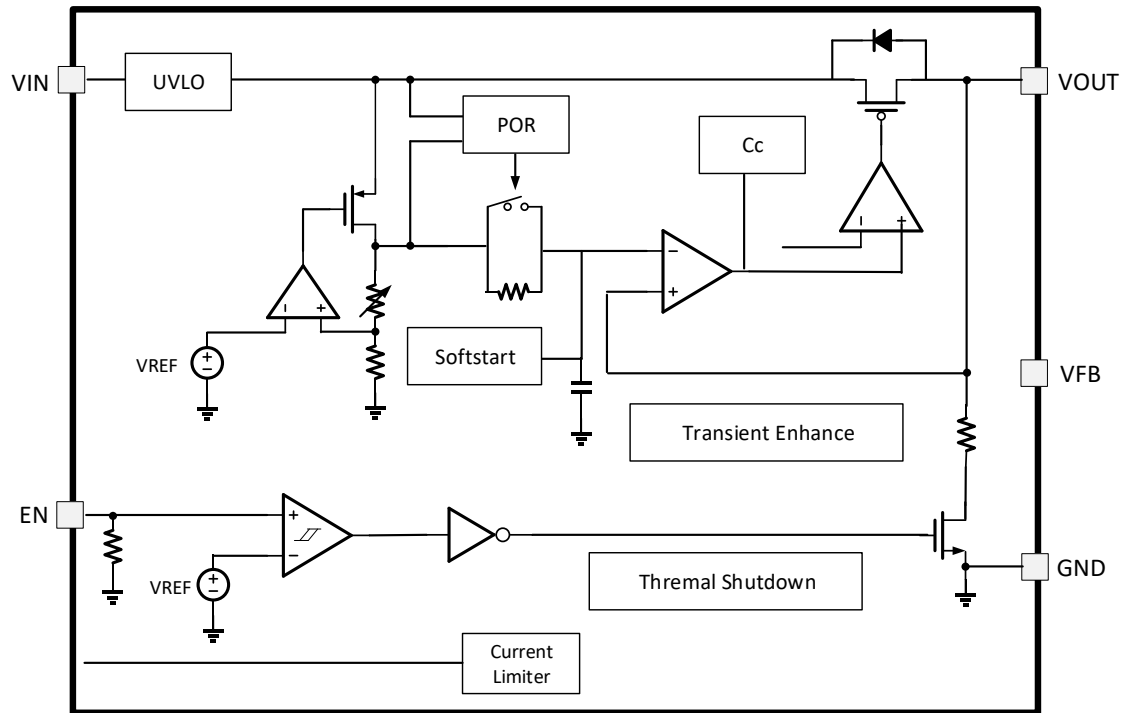 VIN
UVLO
VOUT
POR
Cc
−
+
+
−
VREF
Softstart
VFB
Transient Enhance
EN
+
−
+
−
VREF
Thremal Shutdown
GND
Current
Limiter